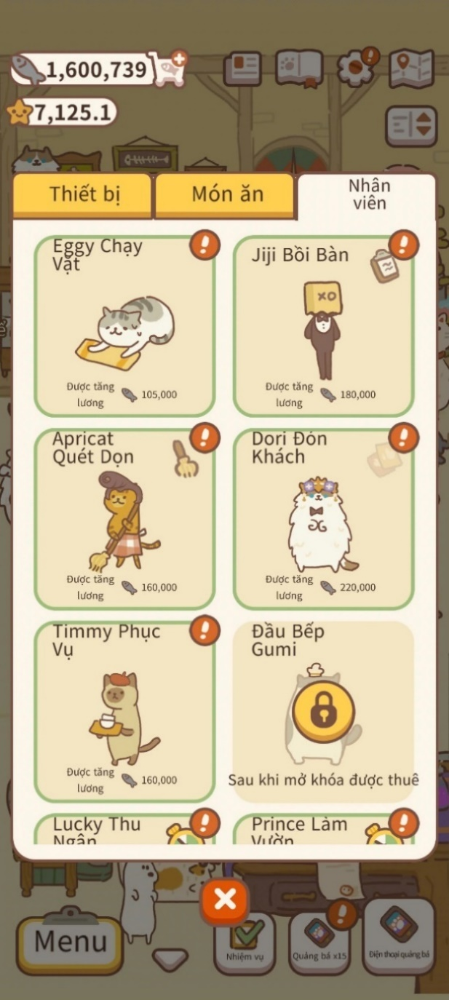 1,600,739
7,125.1
Thiết bị
Món ăn
Nhân
viên
Eggy Chạy
Vặt
Jiji Bồi Bàn
XO
Được tăng
lương
105,000
Được tăng
lương
180,000
Apricat
Quét Dọn
Dori Đón
Khách
Được tăng
lương
160,000
Được tăng
lương
220,000
Timmy Phục
Vụ
Đầu Bếp
Gumi
Được tăng
lương
160,000
Sau khi mở khóa được thuê
Lucky Thu
Ngân
Prince Làm
Vườn
Menu
Nhiệm vụ
Quảng bá x15
Điện thoại quảng bá